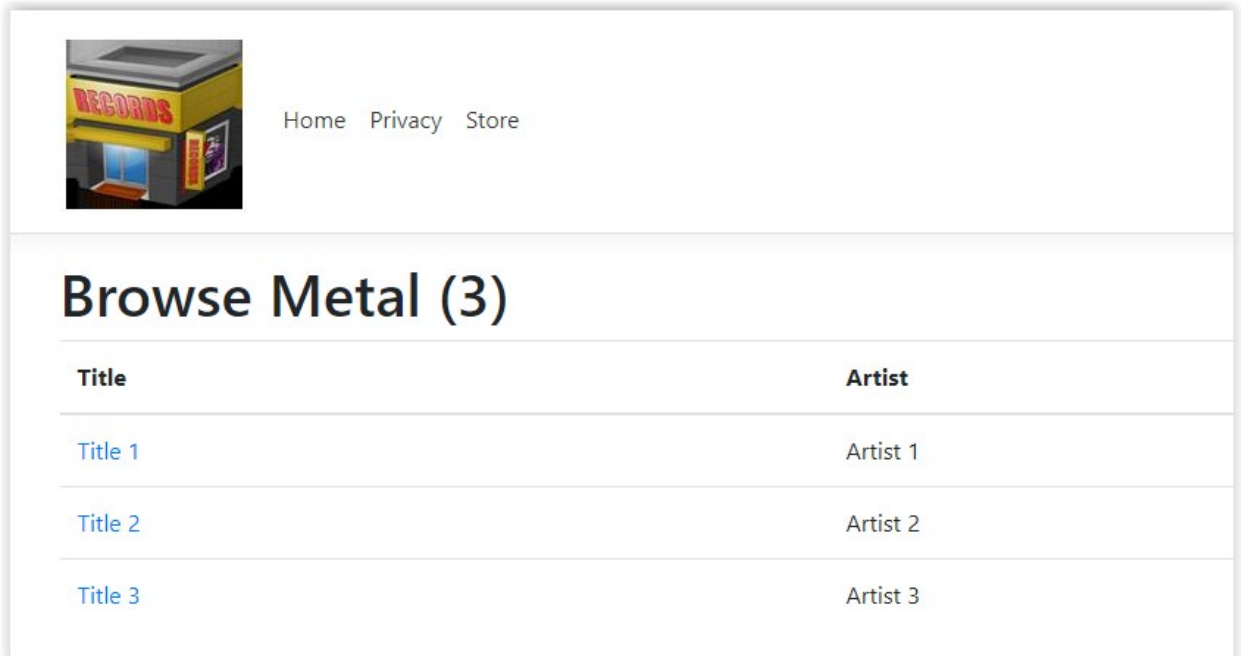 RECORDS
RECORDS
Home Privacy Store
Browse Metal (3)
Title Artist
Title 1 Artist 1
Title 2 Artist 2
Title 3 Artist 3